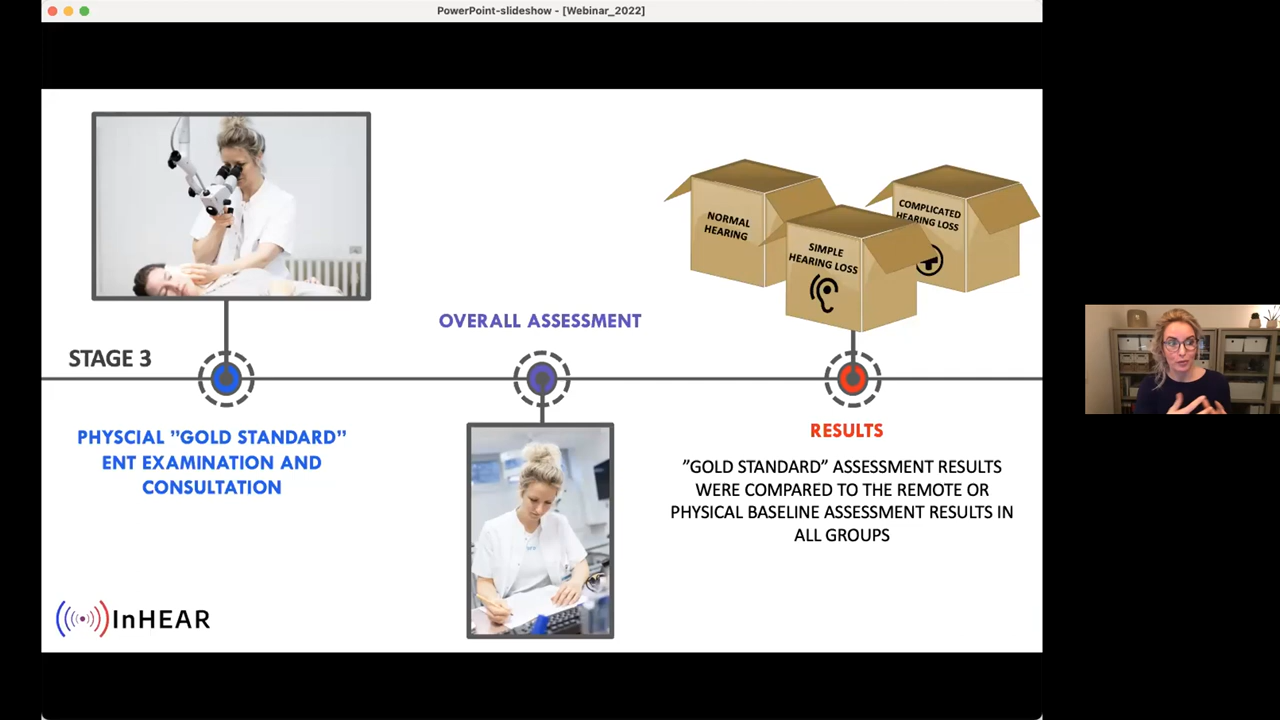 PowerPoint-slideshow - [Webinar_2022]
NORMAL
HEARING
SIMPLE
HEARING LOSS
COMPLICATED
HEARING LOSS
OVERALL ASSESSMENT
STAGE 3
PHYSCIAL ”GOLD STANDARD”
ENT EXAMINATION AND
CONSULTATION
RESULTS
”GOLD STANDARD” ASSESSMENT RESULTS
WERE COMPARED TO THE REMOTE OR
PHYSICAL BASELINE ASSESSMENT RESULTS IN
ALL GROUPS
InHEAR